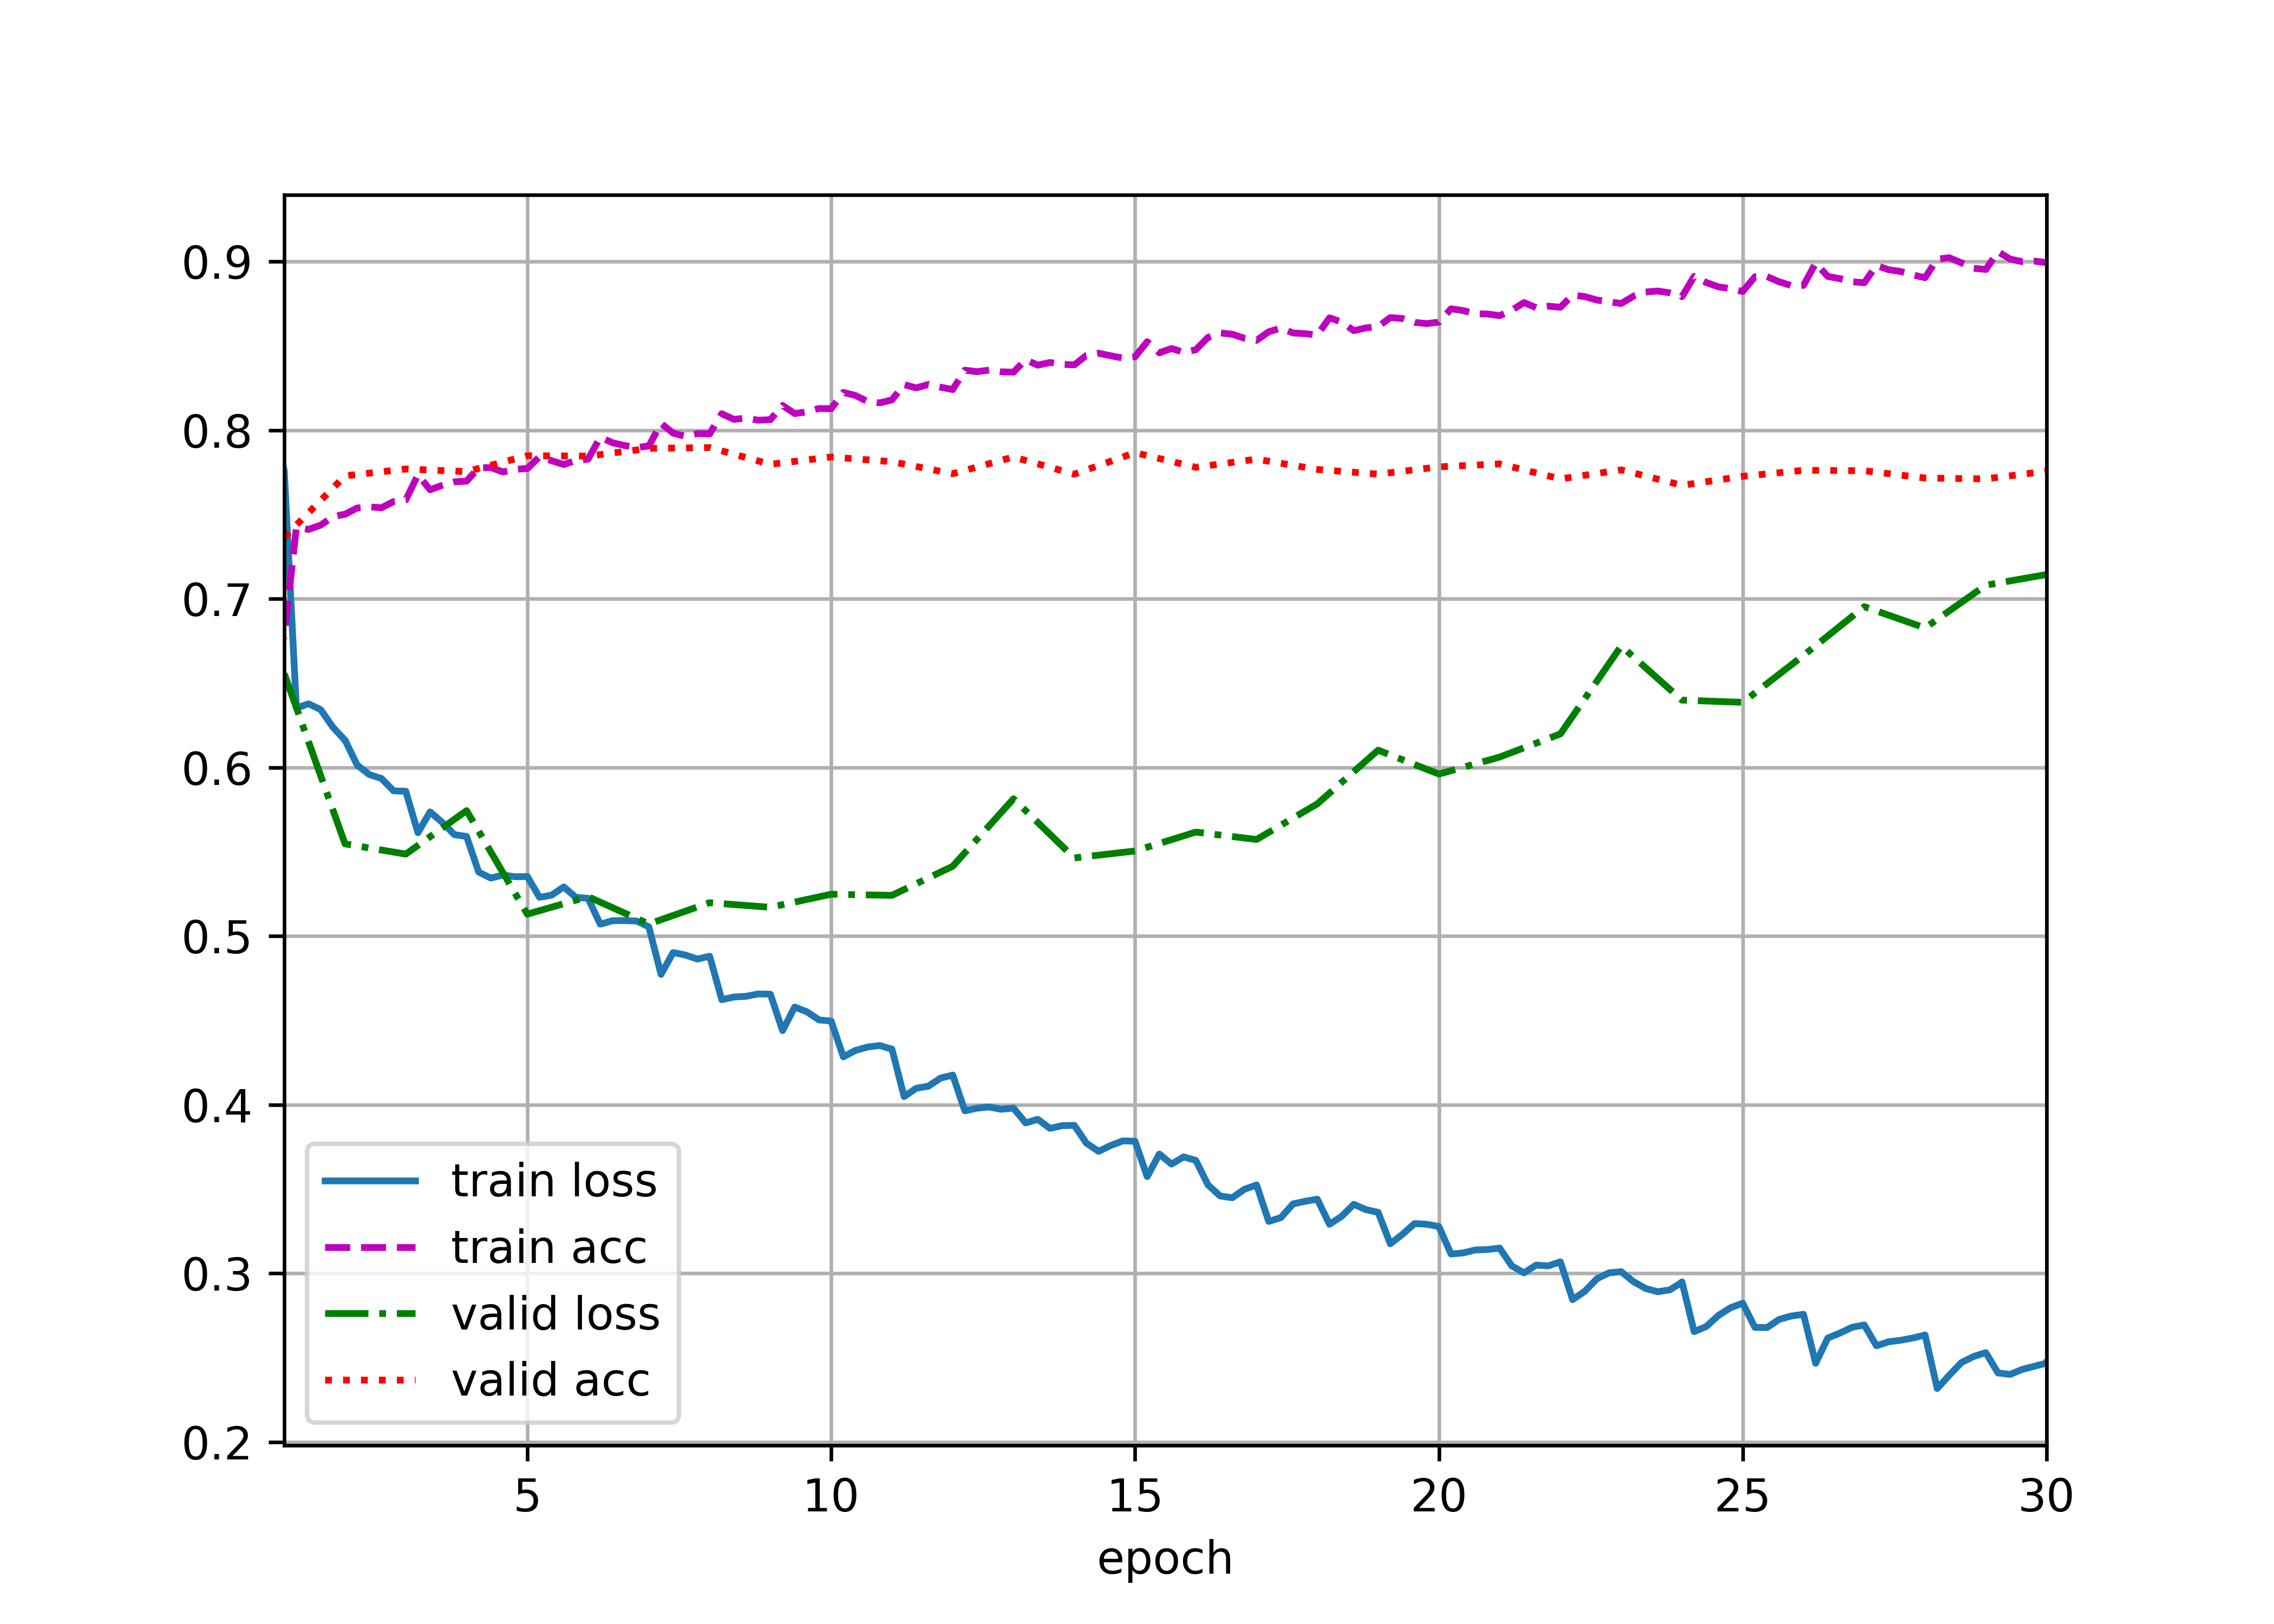 0.9
0.8
0.7
0.6
0.5
0.4
0.3
0.2
train loss
train acc
valid loss
valid acc
5 10 15 20 25 30
epoch